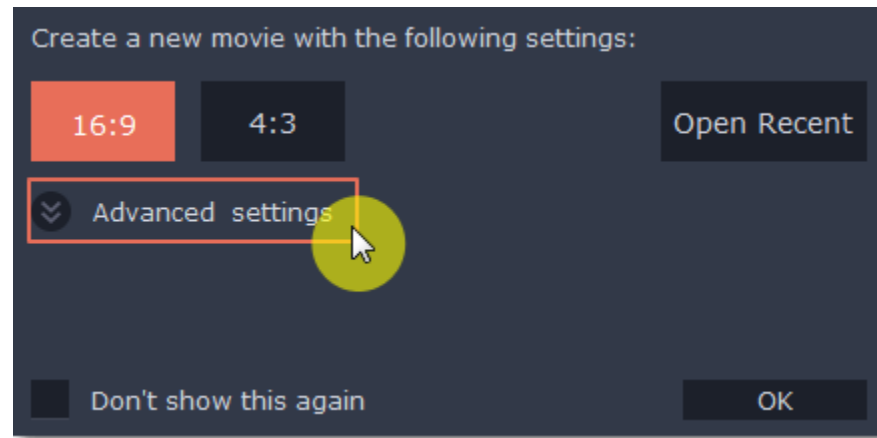 Create a new movie with the following settings:
16:9 4:3 Open Recent
Advanced settings
Don't show this again OK